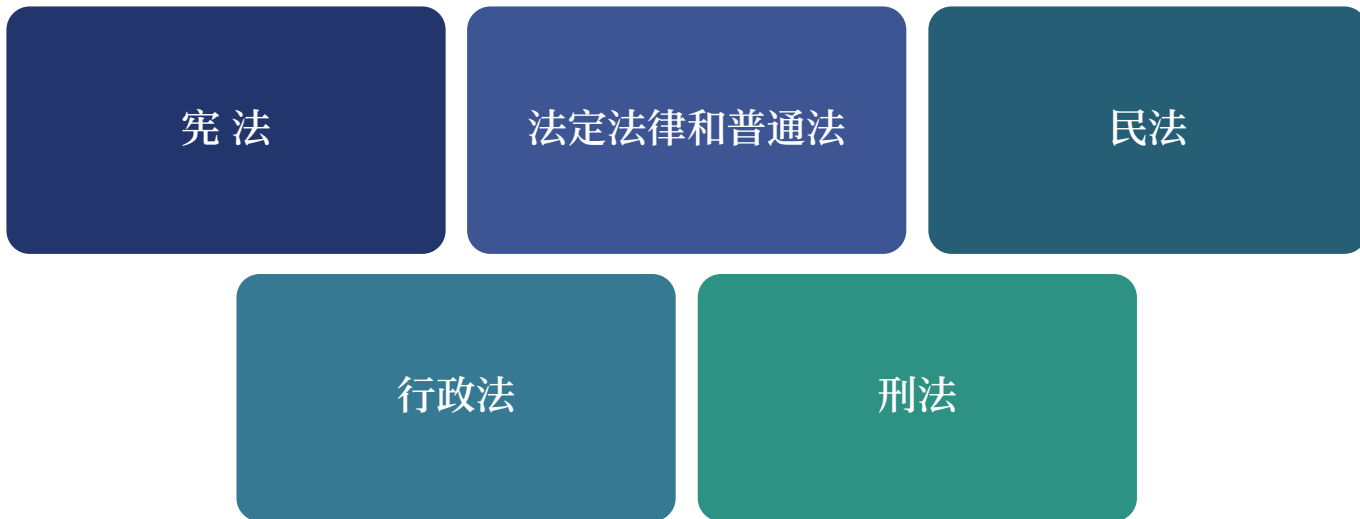 宪 法
法定法律和普通法
民法
行政法
刑法